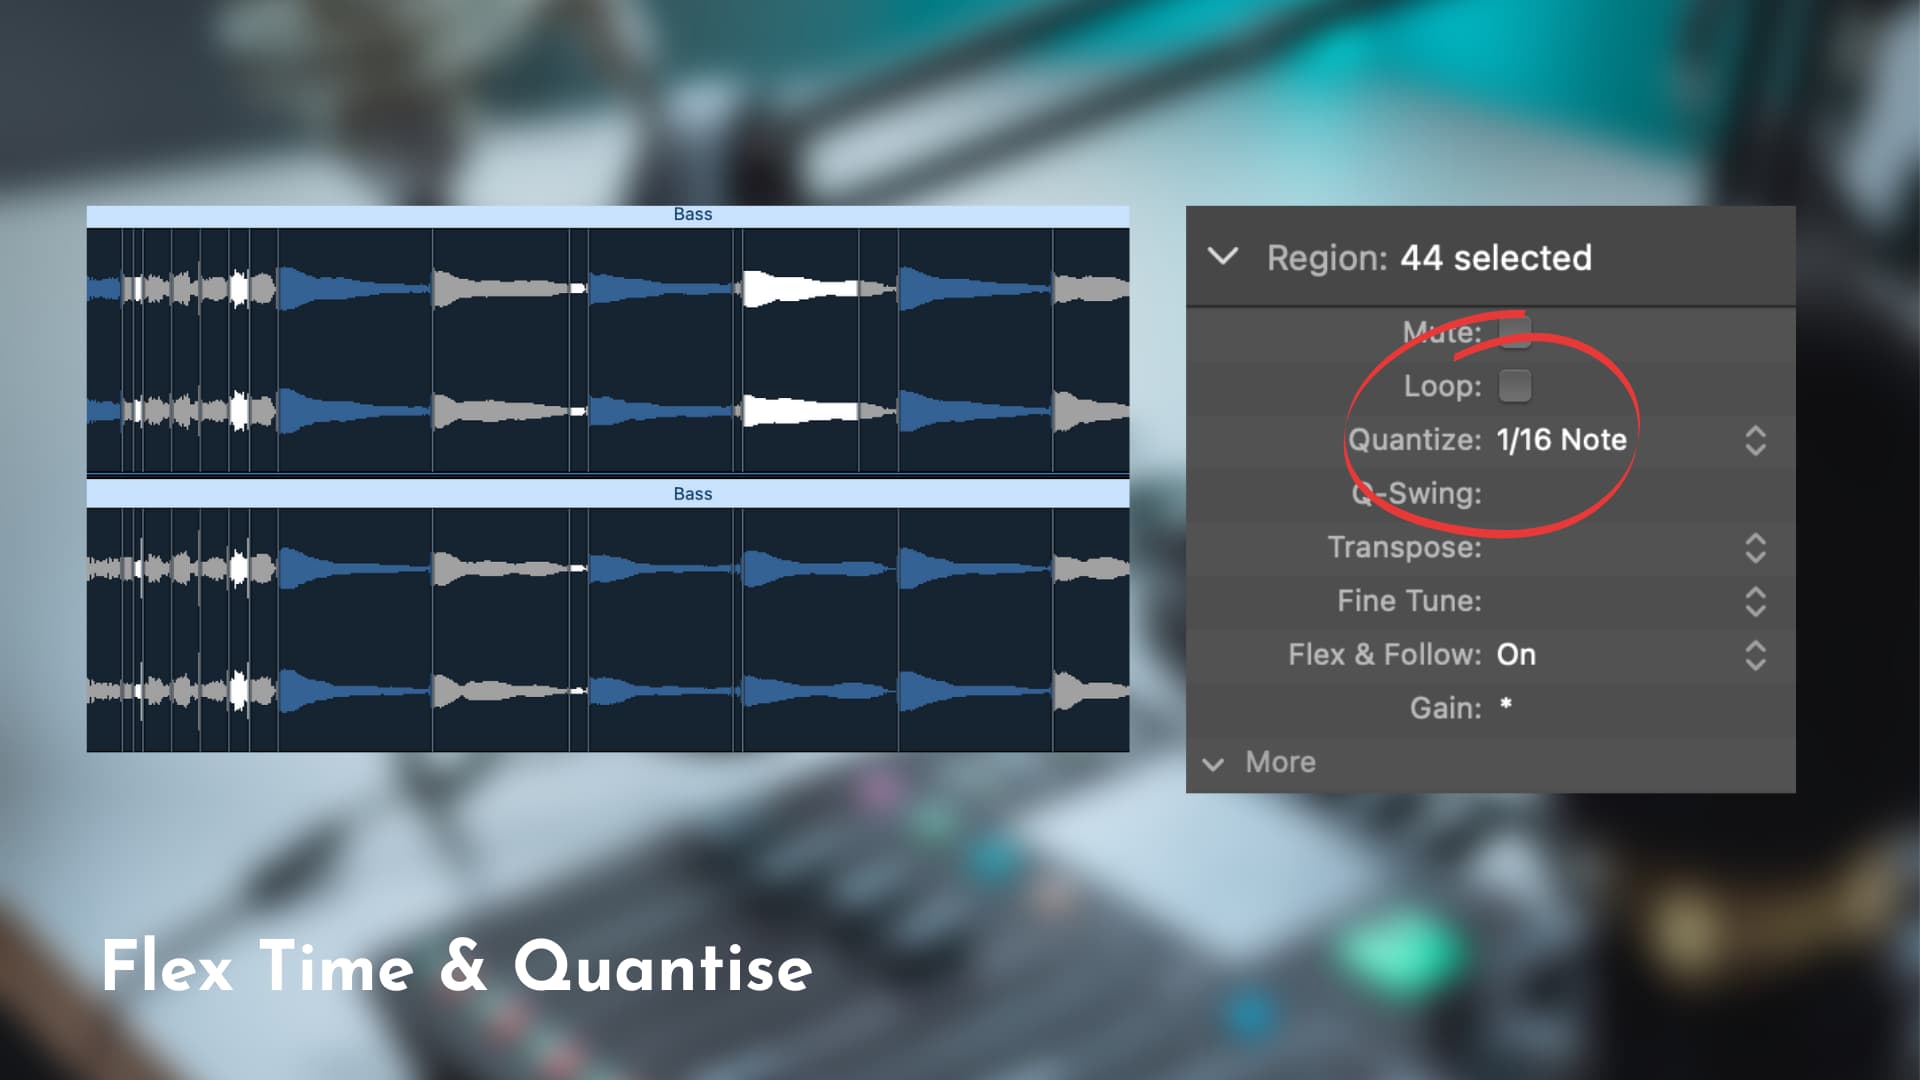 Bass
Bass
Region: 44 selected
Mute:
Loop:
Quantize: 1/16 Note
Q-Swing:
Transpose:
Fine Tune:
Flex & Follow: On
Gain: *
More
Flex Time & Quantise